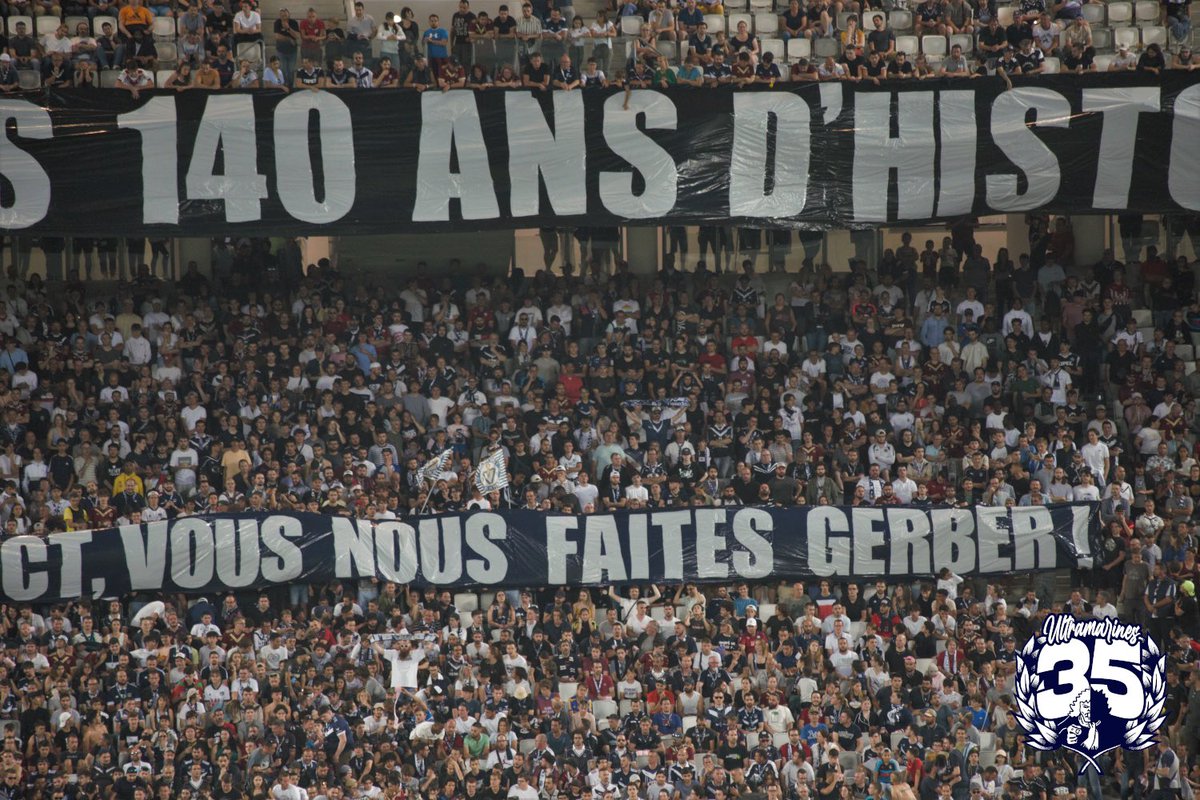 S 140 ANS D'HISTO
CT, VOUS NOUS FAITES GERBER !
Ultramarines
35